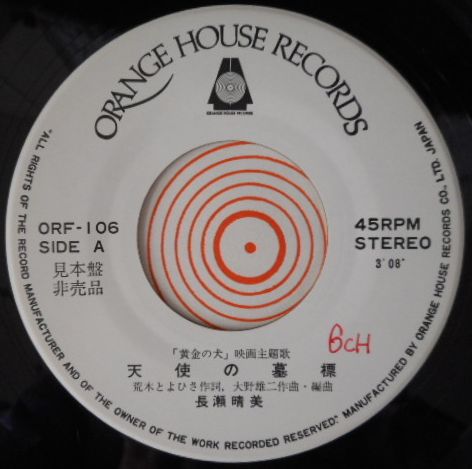 ORANGE HOUSE RECORDS
ORANGE HOUSE RECORDS
ORF-106
SIDE A
見本盤
非売品
45RPM
STEREO
3'08"
6CH
「黄金の犬」映画主題歌
天使の墓標
荒木とよひさ作詞，大野雄二作曲・編曲
長瀬晴美
"ALL RIGHTS OF THE RECORD MANUFACTURER AND OF THE OWNER OF THE WORK RECORDED RESERVED." MANUFACTURED BY ORANGE HOUSE RECORDS CO., LTD. JAPAN